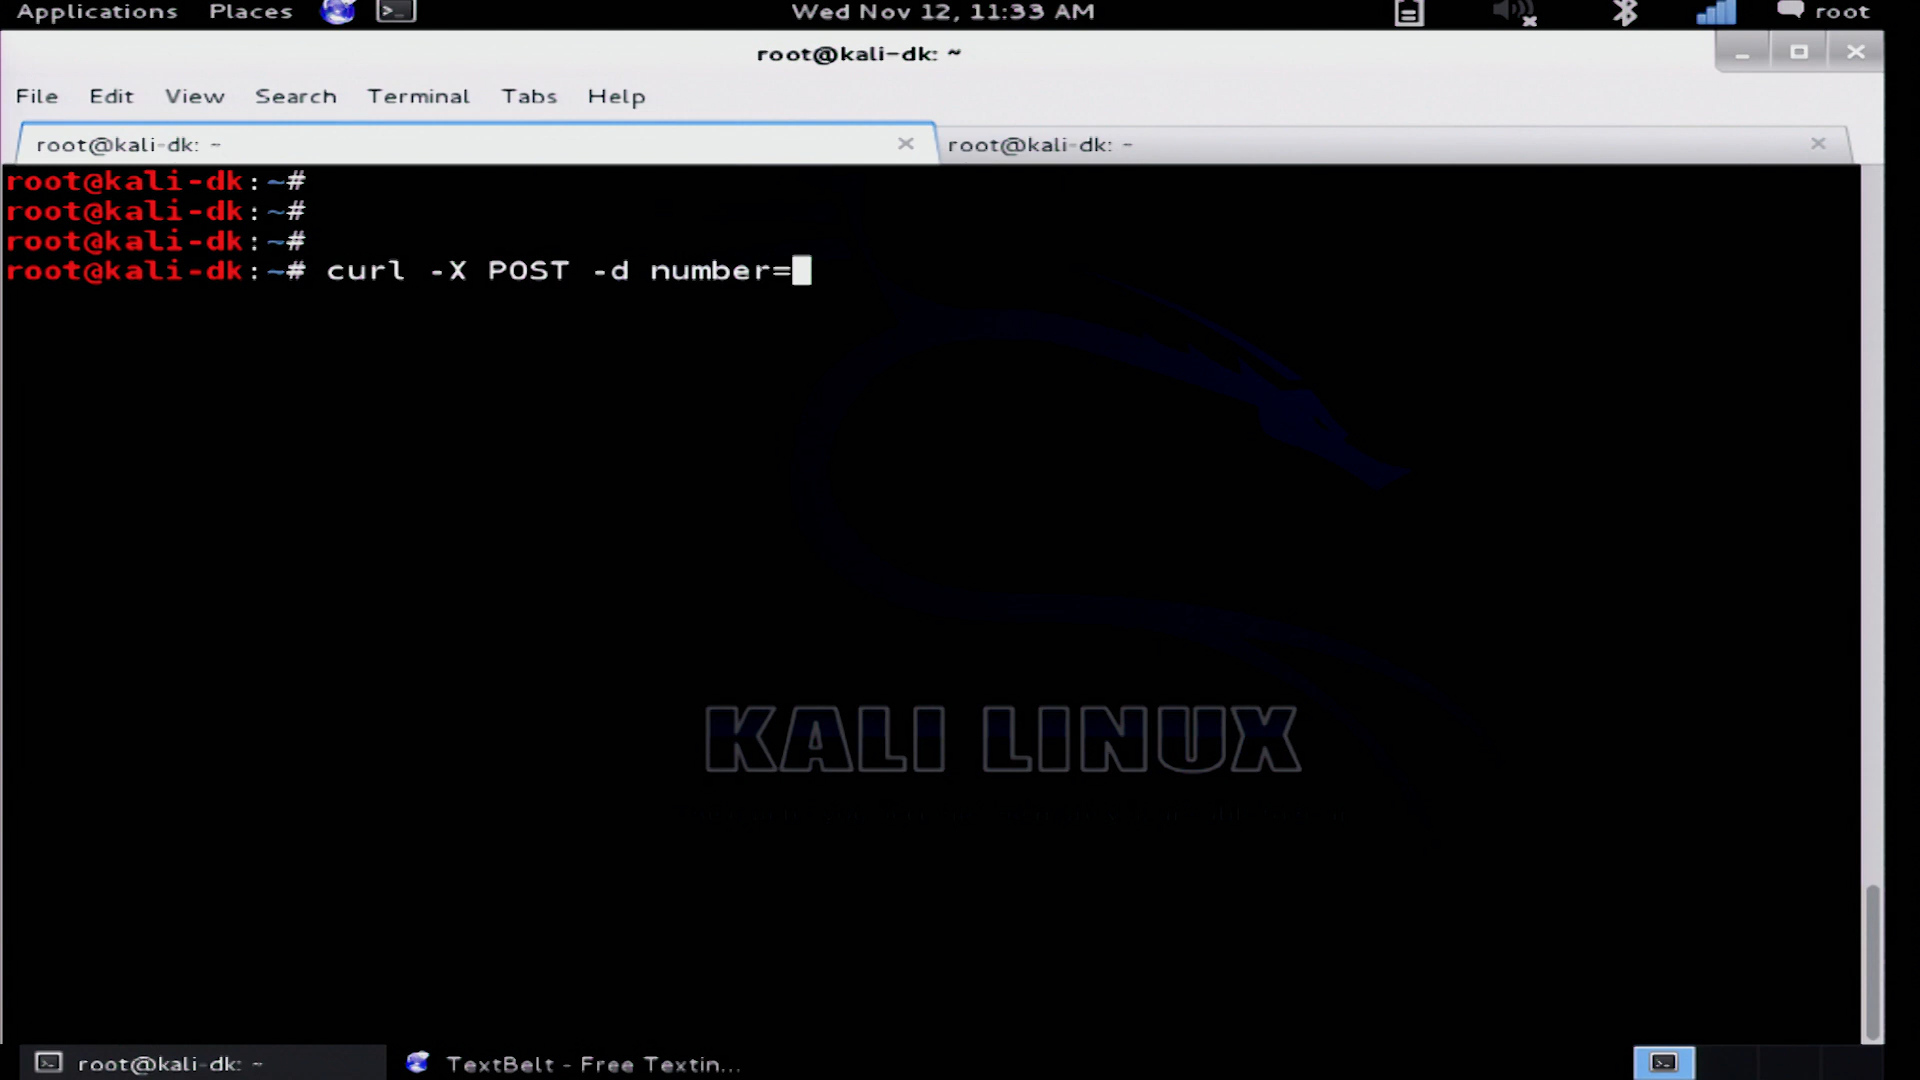 Applications Places Wed Nov 12, 11:33 AM root
root@kali-dk: ~
File Edit View Search Terminal Tabs Help
root@kali-dk: ~ root@kali-dk: ~
root@kali-dk:~#
root@kali-dk:~#
root@kali-dk:~#
root@kali-dk:~# curl -X POST -d number=
KALI LINUX
root@kali-dk: ~ TextBelt - Free Textin...